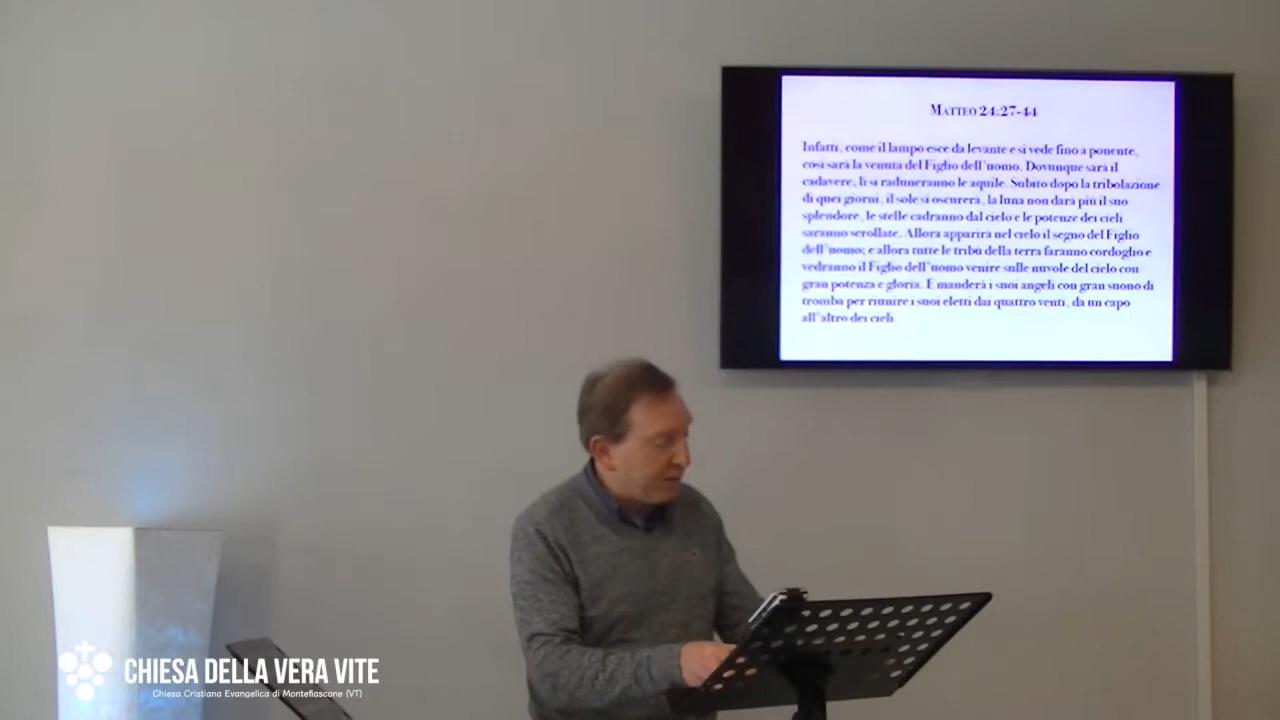 MATTEO 24:27-44
Infatti, come il lampo esce da levante e si vede fino a ponente,
così sarà la venuta del Figlio dell'uomo. Dovunque sarà il
cadavere, lì si raduneranno le aquile. Subito dopo la tribolazione
di quei giorni, il sole si oscurerà, la luna non darà più il suo
splendore, le stelle cadranno dal cielo e le potenze dei cieli
saranno scrollate. Allora apparirà nel cielo il segno del Figlio
dell'uomo; e allora tutte le tribù della terra faranno cordoglio e
vedranno il Figlio dell'uomo venire sulle nuvole del cielo con
gran potenza e gloria. E manderà i suoi angeli con gran suono di
tromba per riunire i suoi eletti dai quattro venti, da un capo
all'altro dei cieli.
CHIESA DELLA VERA VITE
Chiesa Cristiana Evangelica di Montefiascone (VT)